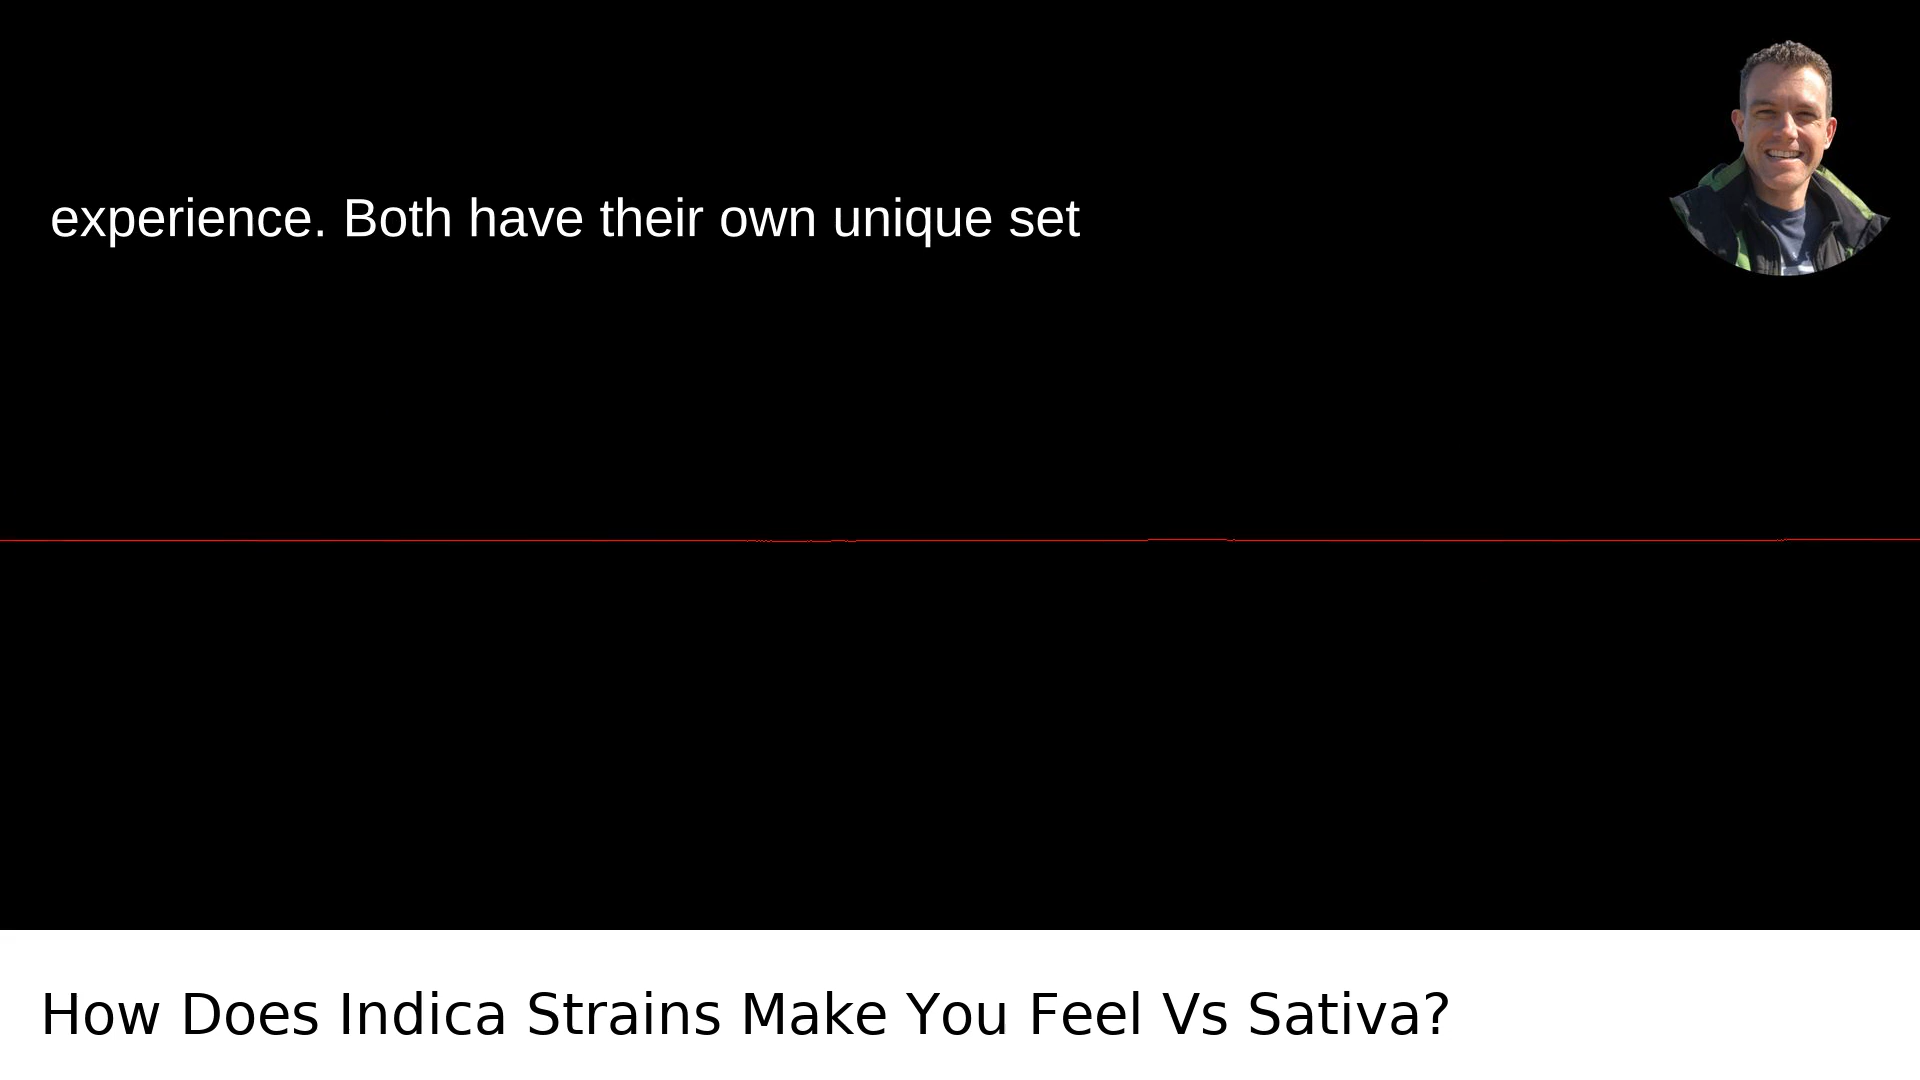 experience. Both have their own unique set
How Does Indica Strains Make You Feel Vs Sativa?